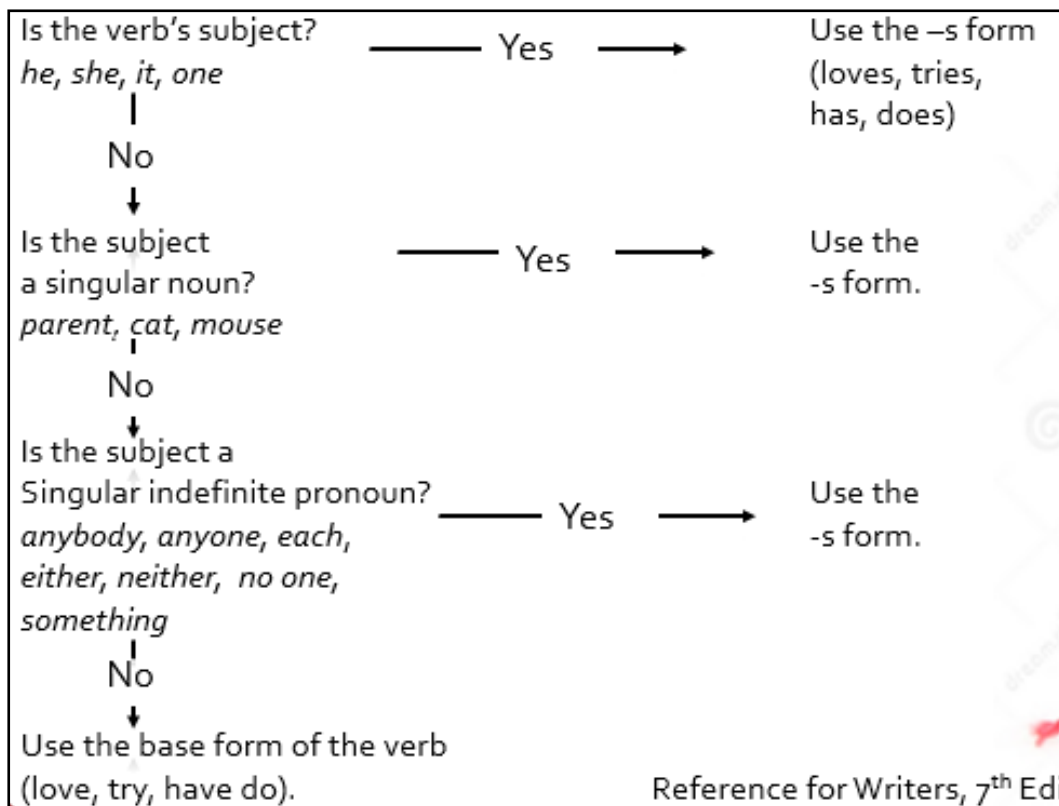 Is the verb's subject?
he, she, it, one
Yes
Use the –s form
(loves, tries,
has, does)
No
Is the subject
a singular noun?
parent, cat, mouse
Yes
Use the
-s form.
No
Is the subject a
Singular indefinite pronoun?
anybody, anyone, each,
either, neither, no one,
something
Yes
Use the
-s form.
No
Use the base form of the verb
(love, try, have do).
Reference for Writers, 7th Edi